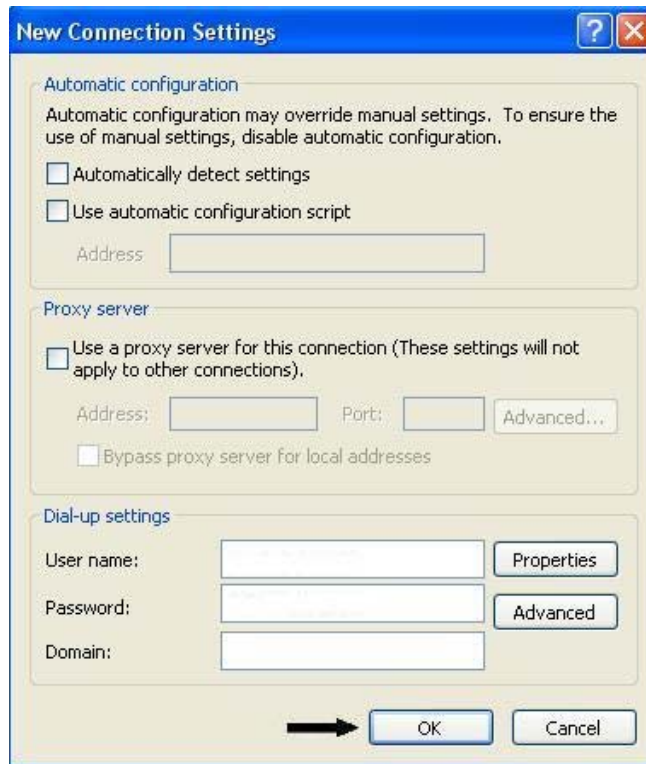 New Connection Settings
Automatic configuration
Automatic configuration may override manual settings. To ensure the
use of manual settings, disable automatic configuration.
Automatically detect settings
Use automatic configuration script
Address
Proxy server
Use a proxy server for this connection (These settings will not
apply to other connections).
Address: Port: Advanced...
Bypass proxy server for local addresses
Dial-up settings
User name: Properties
Password: Advanced
Domain:
OK Cancel